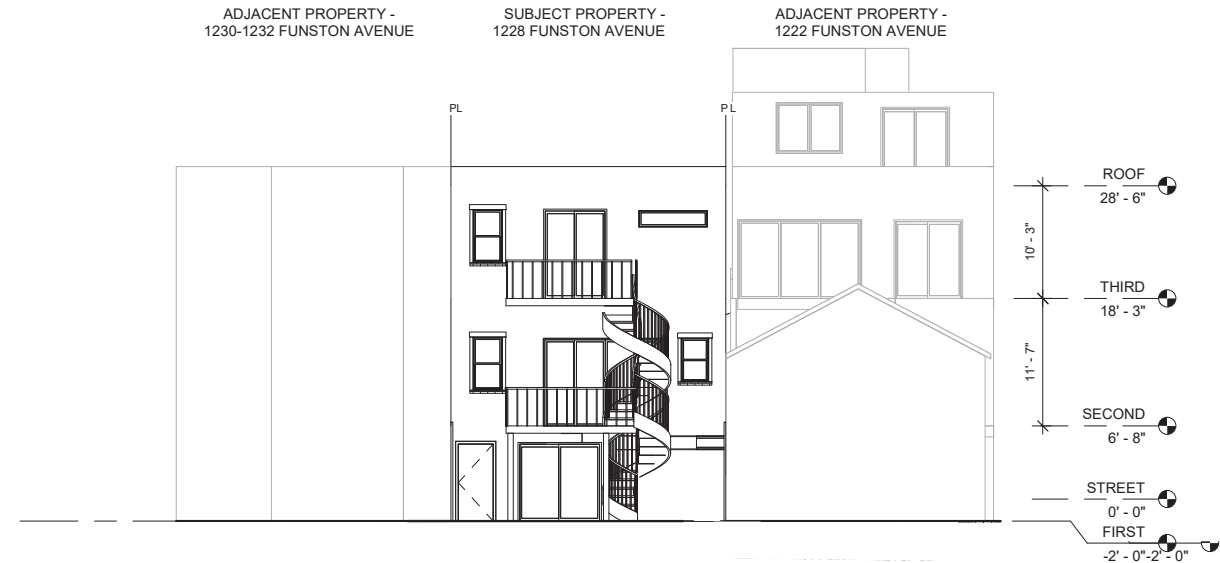 ADJACENT PROPERTY -
1230-1232 FUNSTON AVENUE
SUBJECT PROPERTY -
1228 FUNSTON AVENUE
ADJACENT PROPERTY -
1222 FUNSTON AVENUE
PL
PL
ROOF
28' - 6"
10' - 3"
THIRD
18' - 3"
11' - 7"
SECOND
6' - 8"
STREET
0' - 0"
FIRST
-2' - 0"-2' - 0"